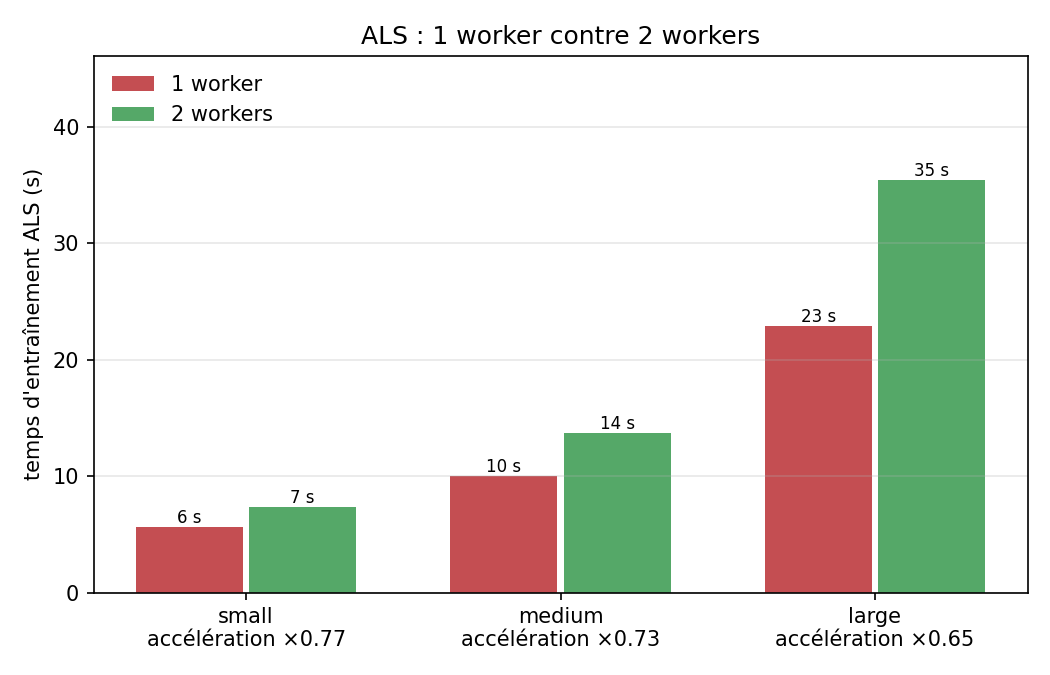 ALS : 1 worker contre 2 workers
1 worker
2 workers
temps d'entraînement ALS (s)
40
30
20
10
0
6 s
7 s
10 s
14 s
23 s
35 s
small
accélération ×0.77
medium
accélération ×0.73
large
accélération ×0.65